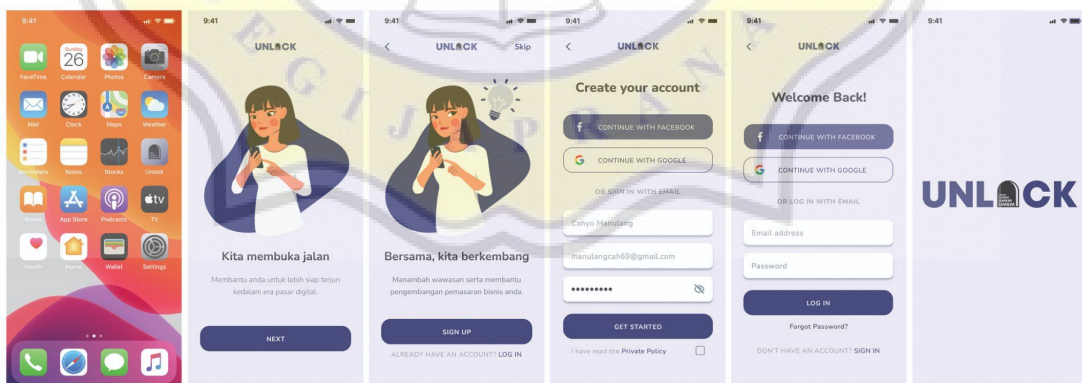 9:41
FaceTime
Sunday
26
Calendar
Photos
Camera
Mail
Clock
Maps
Weather
Reminders
Notes
Stocks
Unlock
Books
App Store
Podcasts
tv
TV
Health
Home
Wallet
Settings
9:41
UNLOCK
Kita membuka jalan
Membantu anda untuk lebih siap terjun
kedalam era pasar digital.
NEXT
9:41
UNLOCK
Skip
Bersama, kita berkembang
Manambah wawasan serta membantu
pengembangan pemasaran bisnis anda.
SIGN UP
ALREADY HAVE AN ACCOUNT? LOG IN
9:41
UNLOCK
Create your account
f CONTINUE WITH FACEBOOK
G CONTINUE WITH GOOGLE
OR SIGN IN WITH EMAIL
Cahyo Manulang
manulangcah69@gmail.com
GET STARTED
I have read the Private Policy
9:41
UNLOCK
Welcome Back!
f CONTINUE WITH FACEBOOK
G CONTINUE WITH GOOGLE
OR LOG IN WITH EMAIL
Email address
Password
LOG IN
Forgot Password?
DON'T HAVE AN ACCOUNT? SIGN IN
9:41
UNLOCK